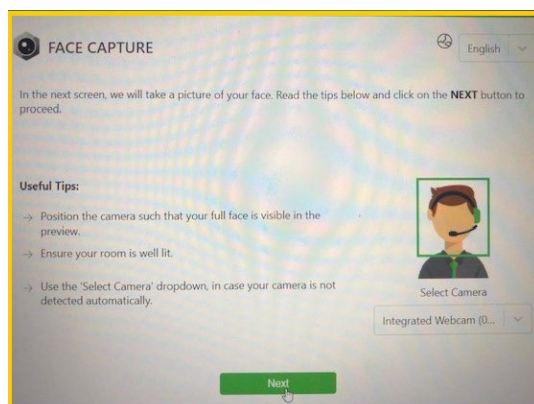 FACE CAPTURE
English
In the next screen, we will take a picture of your face. Read the tips below and click on the NEXT button to
proceed.
Useful Tips:
→ Position the camera such that your full face is visible in the
preview.
→ Ensure your room is well lit.
→ Use the 'Select Camera' dropdown, in case your camera is not
detected automatically.
Select Camera
Integrated Webcam (0...
Next